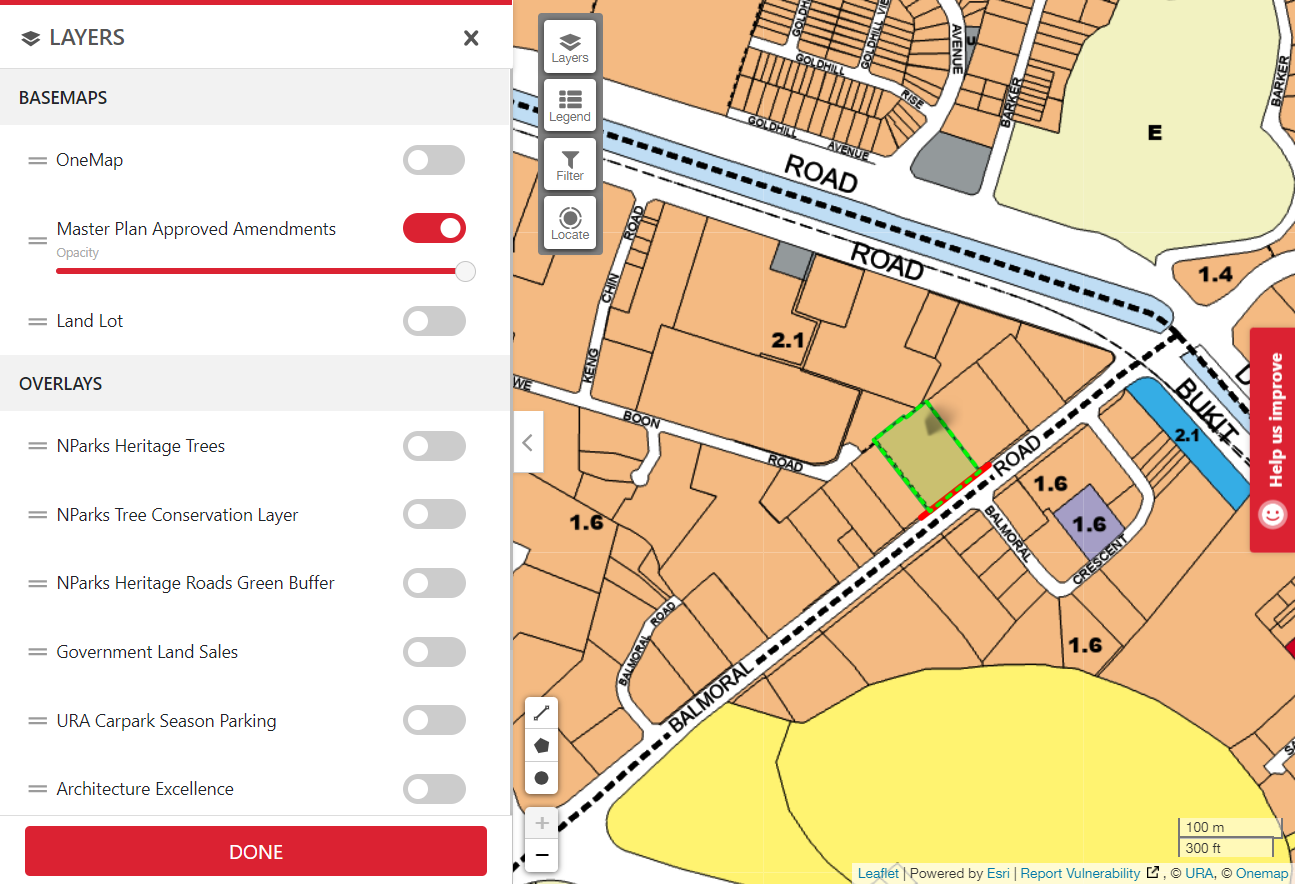 LAYERS
BASEMAPS
OneMap
Master Plan Approved Amendments
Opacity
Land Lot
OVERLAYS
NParks Heritage Trees
NParks Tree Conservation Layer
NParks Heritage Roads Green Buffer
Government Land Sales
URA Carpark Season Parking
Architecture Excellence
DONE
Layers
Legend
Filter
Locate
GOLDHILL
GOLDHILL VIEW
AVENUE
U
GOLDHILL
RISE
BARKER
BARKER
E
GOLDHILL
AVENUE
ROAD
ROAD
ROAD
CHIN
KENG
WE
BOON
ROAD
2.1
1.4
BUKIT
2.1
Help us improve
ROAD
1.6
1.6
BALMORAL
CRESCENT
1.6
1.6
BALMORAL
ROAD
BALMORAL
100 m
300 ft
Leaflet | Powered by Esri | Report Vulnerability , © URA, © Onemap